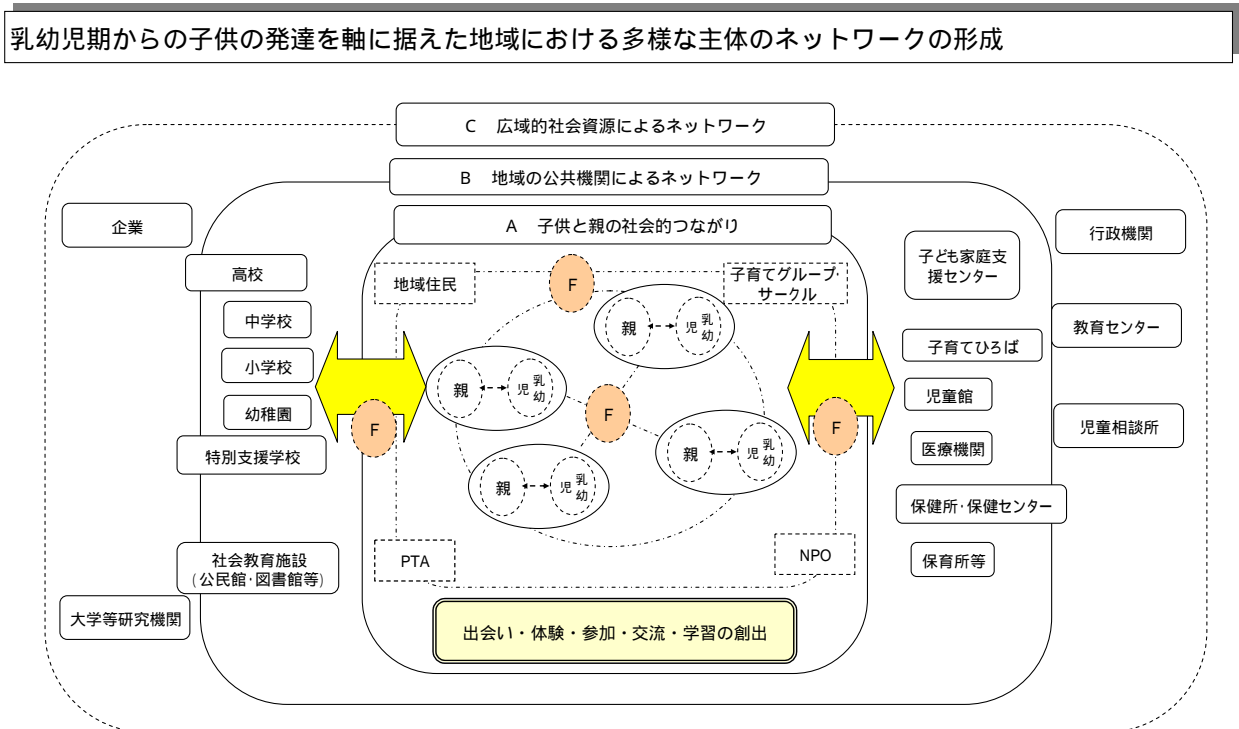 乳幼児期からの子供の発達を軸に据えた地域における多様な主体のネットワークの形成
C 広域的社会資源によるネットワーク
B 地域の公共機関によるネットワーク
A 子供と親の社会的つながり
企業
高校
中学校
小学校
幼稚園
特別支援学校
社会教育施設
(公民館・図書館等)
大学等研究機関
地域住民
子育てグループ・
サークル
F
親
乳
児
幼
親
乳
児
幼
F
F
F
親
乳
児
幼
親
乳
児
幼
PTA
NPO
出会い・体験・参加・交流・学習の創出
子ども家庭支
援センター
子育てひろば
児童館
医療機関
保健所・保健センター
保育所等
行政機関
教育センター
児童相談所